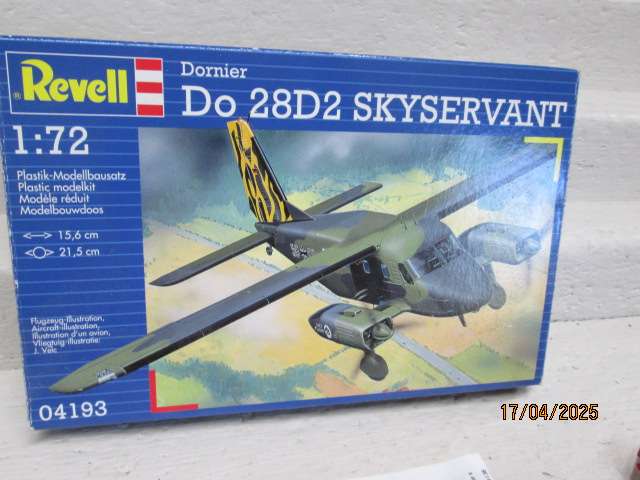 Revell
®
Dornier
Do 28D2 SKYSERVANT
1:72
Plastik-Modellbausatz
Plastic modelkit
Modèle réduit
Modelbouwdoos
15,6 cm
21,5 cm
Flugzeug-Illustration,
Aircraft-illustration,
Illustration d'un avion,
Vliegtuig-illustratie:
J. Velc
04193
17/04/2025